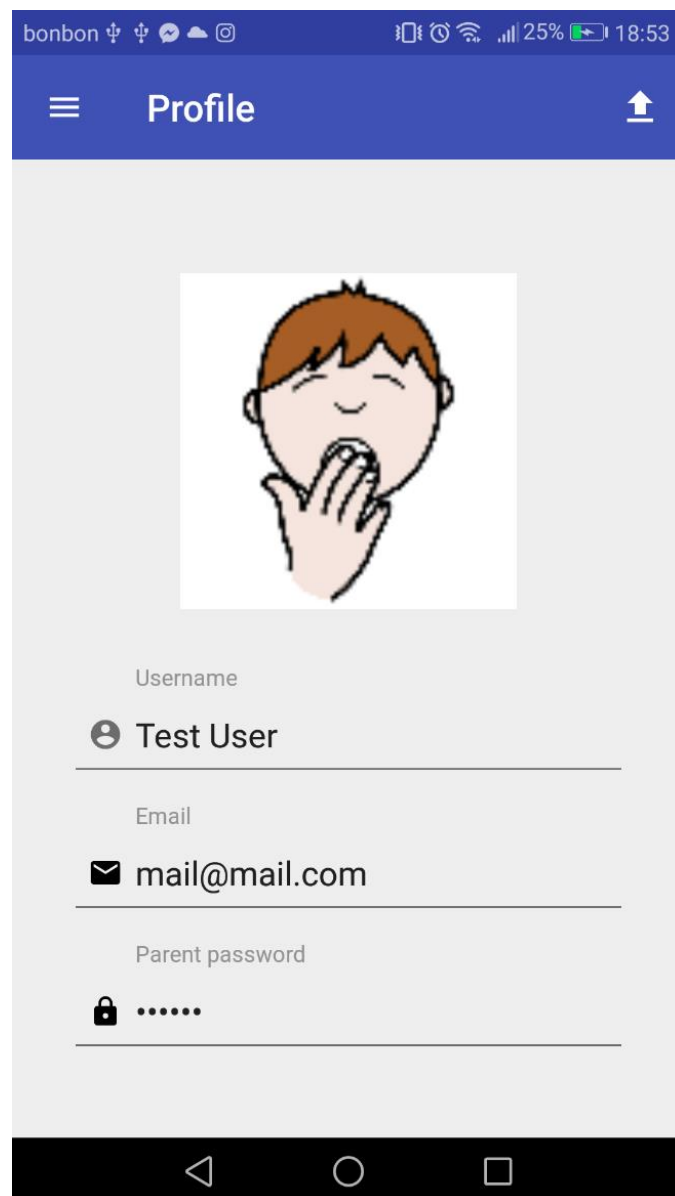 bonbon 25% 18:53
Profile
Username
Test User
Email
mail@mail.com
Parent password
••••••